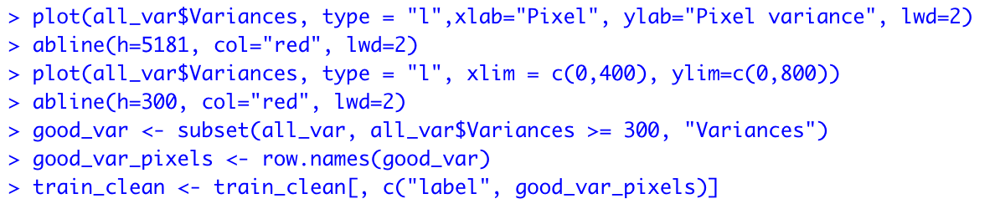 > plot(all_var$Variances, type = "l",xlab="Pixel", ylab="Pixel variance", lwd=2)
> abline(h=5181, col="red", lwd=2)
> plot(all_var$Variances, type = "l", xlim = c(0,400), ylim=c(0,800))
> abline(h=300, col="red", lwd=2)
> good_var <- subset(all_var, all_var$Variances >= 300, "Variances")
> good_var_pixels <- row.names(good_var)
> train_clean <- train_clean[, c("label", good_var_pixels)]